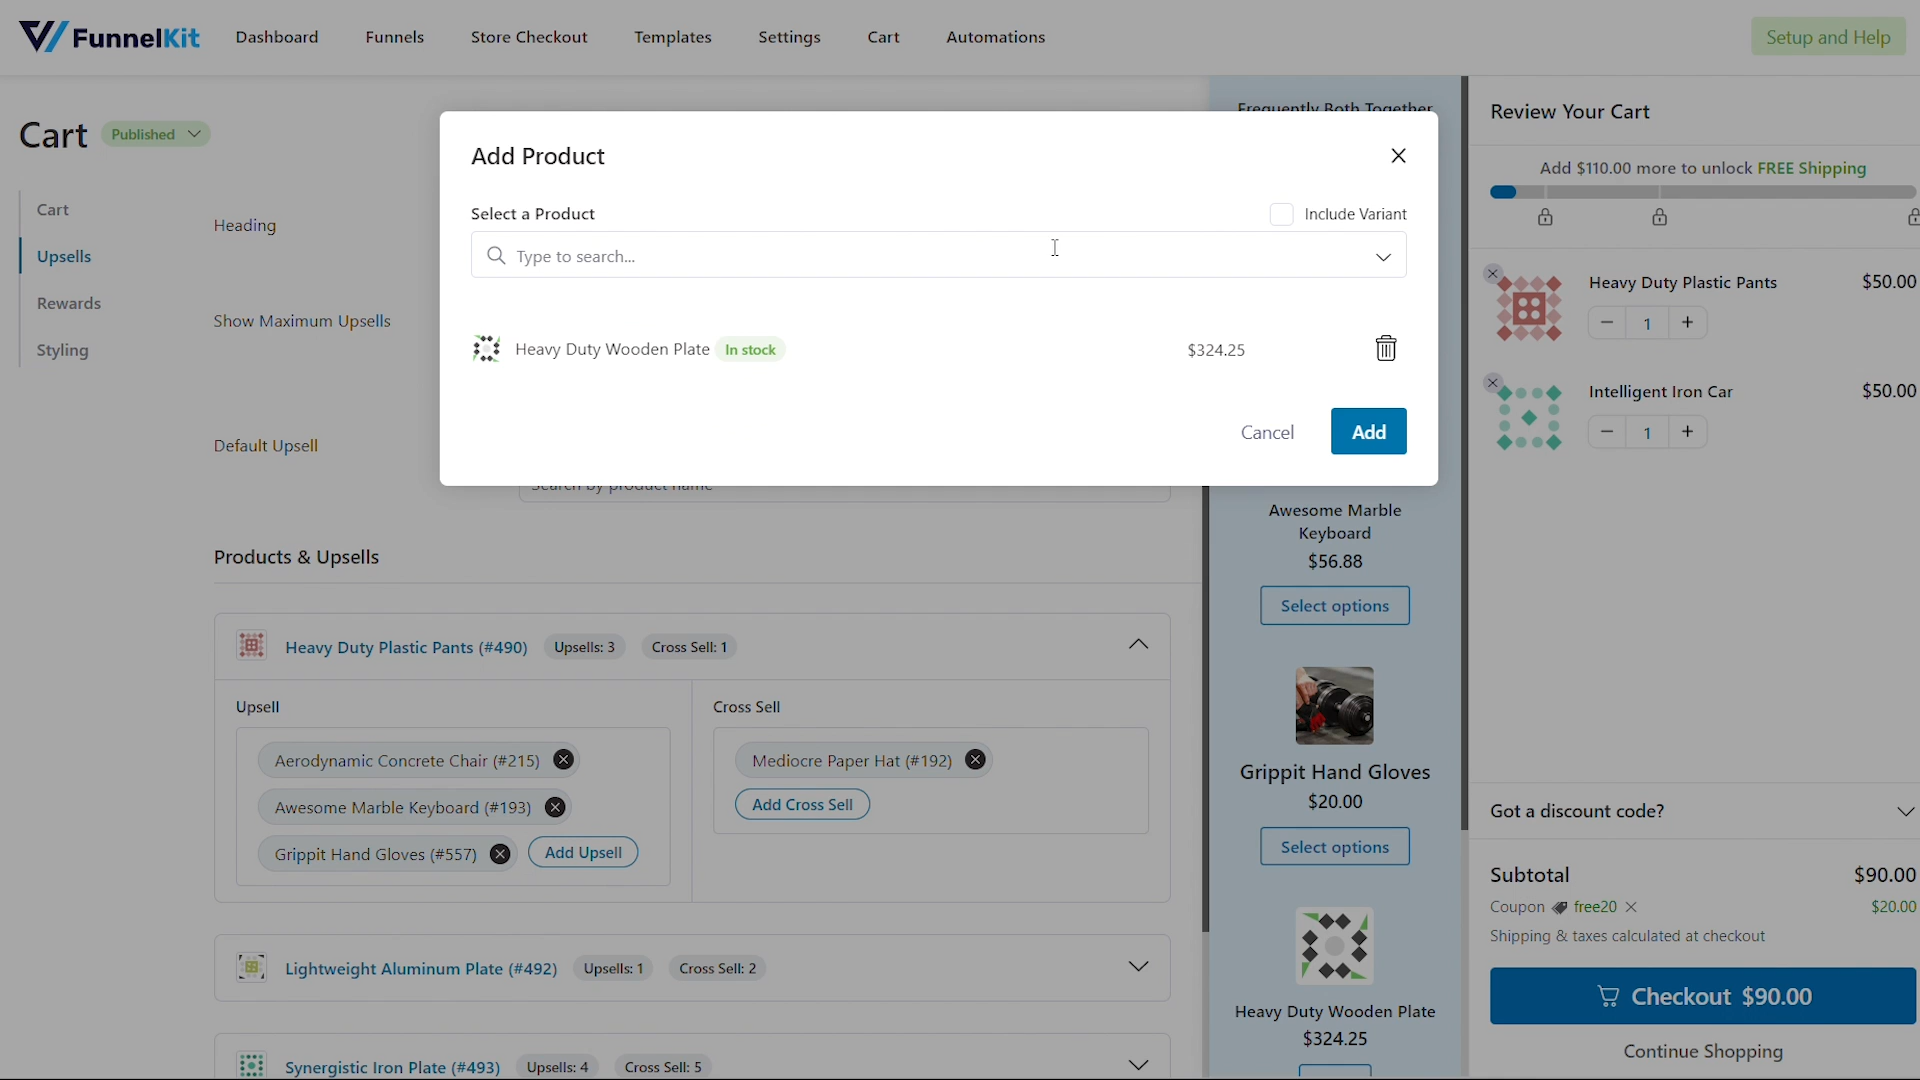 FunnelKit
Dashboard
Funnels
Store Checkout
Templates
Settings
Cart
Automations
Setup and Help
Cart
Published
Cart
Upsells
Rewards
Styling
Heading
Show Maximum Upsells
Default Upsell
Add Product
Select a Product
Include Variant
Type to search...
Heavy Duty Wooden Plate
In stock
$324.25
Cancel
Add
Search by product name
Products & Upsells
Heavy Duty Plastic Pants (#490)
Upsells: 3
Cross Sell: 1
Upsell
Aerodynamic Concrete Chair (#215)
Awesome Marble Keyboard (#193)
Grippit Hand Gloves (#557)
Add Upsell
Cross Sell
Mediocre Paper Hat (#192)
Add Cross Sell
Lightweight Aluminum Plate (#492)
Upsells: 1
Cross Sell: 2
Synergistic Iron Plate (#493)
Upsells: 4
Cross Sell: 5
Frequently Both Together
Awesome Marble
Keyboard
$56.88
Select options
Grippit Hand Gloves
$20.00
Select options
Heavy Duty Wooden Plate
$324.25
Review Your Cart
Add $110.00 more to unlock FREE Shipping
Heavy Duty Plastic Pants
$50.00
1
Intelligent Iron Car
$50.00
1
Got a discount code?
Subtotal
$90.00
Coupon free20
$20.00
Shipping & taxes calculated at checkout
Checkout $90.00
Continue Shopping